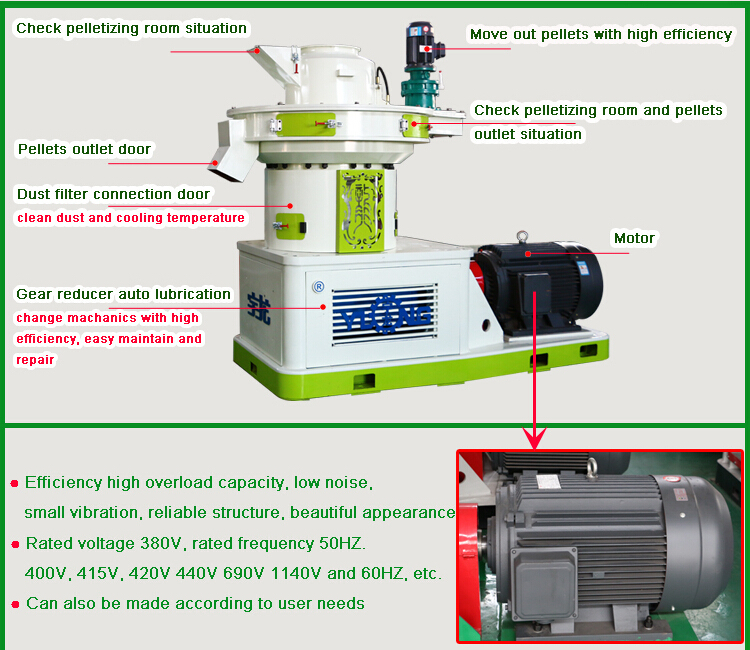 Check pelletizing room situation
Move out pellets with high efficiency
Check pelletizing room and pellets
outlet situation
Pellets outlet door
Dust filter connection door
clean dust and cooling temperature
Motor
Gear reducer auto lubrication
change machanics with high
efficiency, easy maintain and
repair
®
YULONG
Efficiency high overload capacity, low noise,
small vibration, reliable structure, beautiful appearance
Rated voltage 380V, rated frequency 50HZ.
400V, 415V, 420V 440V 690V 1140V and 60HZ, etc.
Can also be made according to user needs